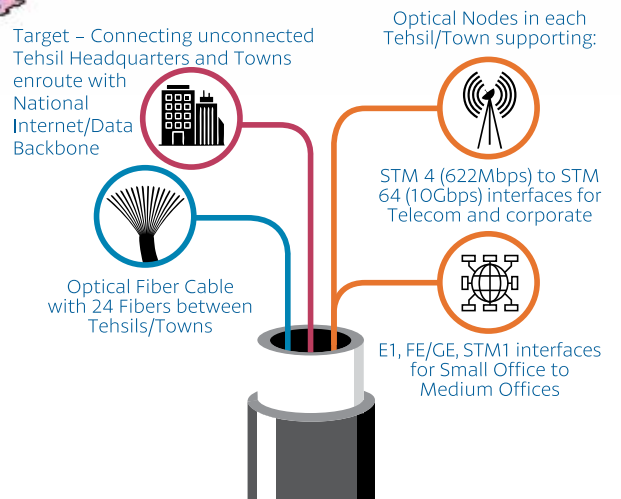 Target – Connecting unconnected
Tehsil Headquarters and Towns
enroute with
National
Internet/Data
Backbone
Optical Nodes in each
Tehsil/Town supporting:
STM 4 (622Mbps) to STM
64 (10Gbps) interfaces for
Telecom and corporate
Optical Fiber Cable
with 24 Fibers between
Tehsils/Towns
E1, FE/GE, STM1 interfaces
for Small Office to
Medium Offices